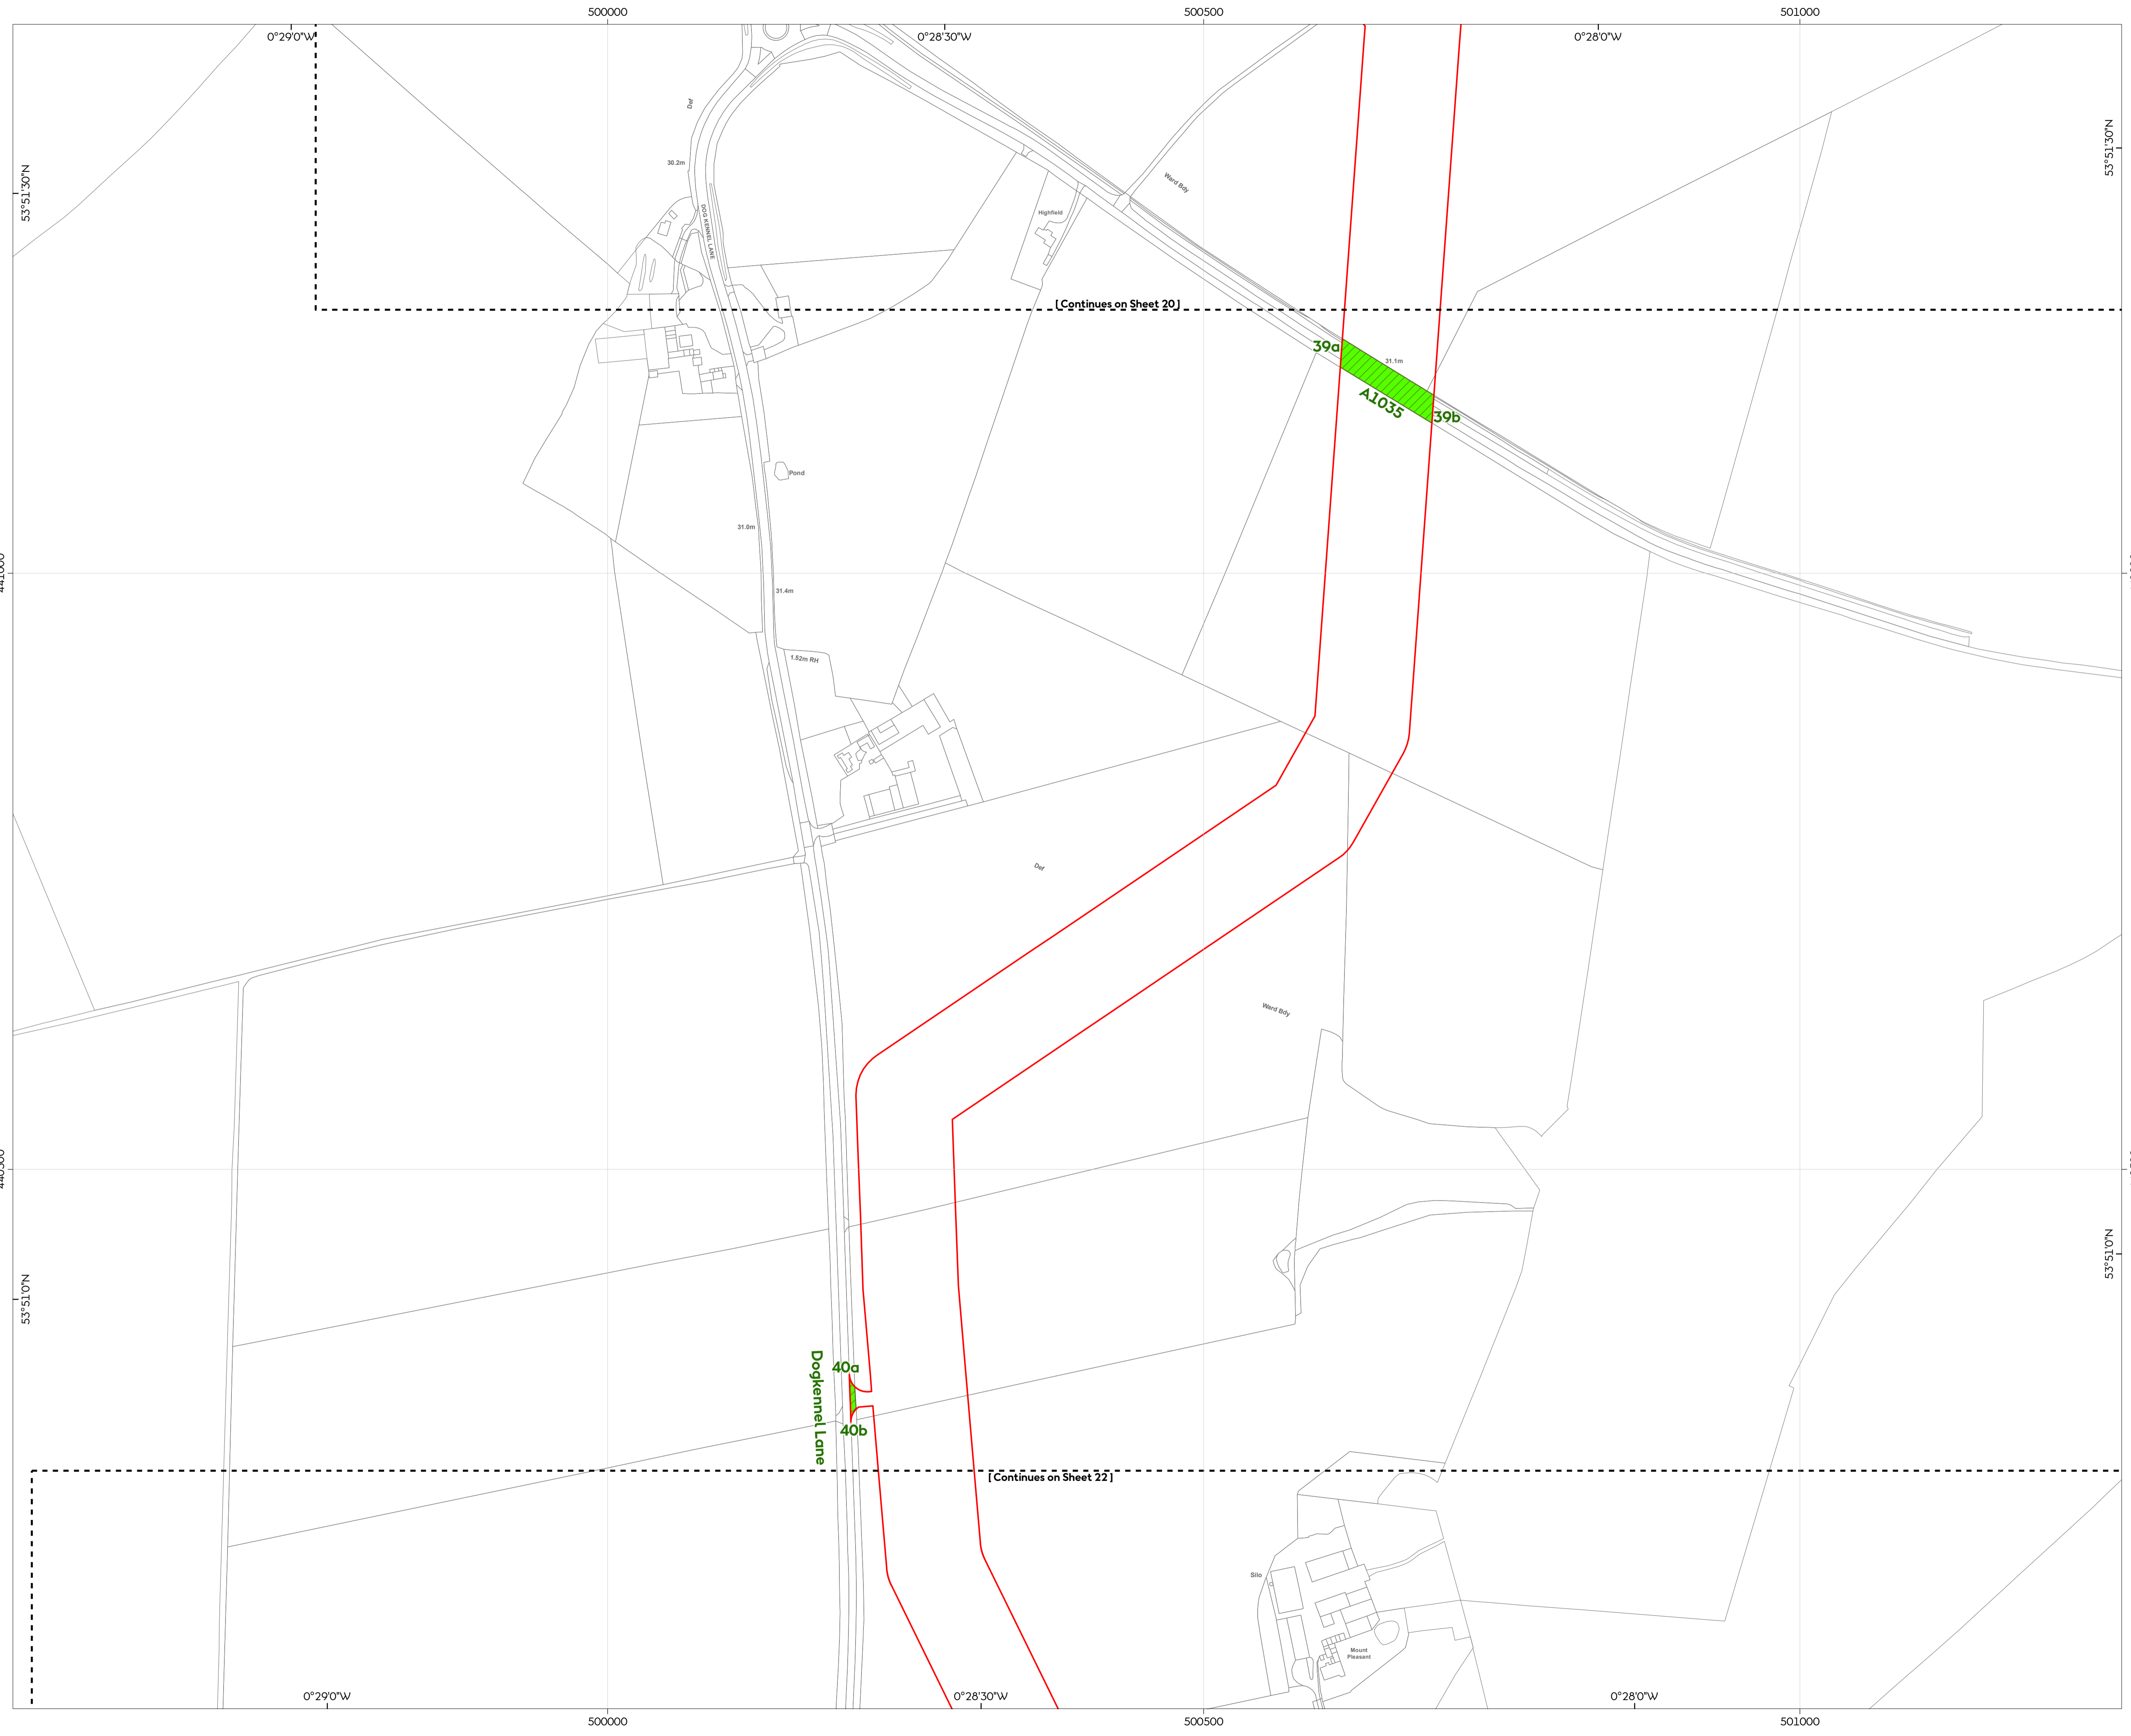 500000
500500
501000
0°29'0"W
0°28'30"W
0°28'0"W
53°51'30"N
53°51'30"N
Def
30.2m
DOG KENNEL LANE
Ward Bdy
Highfield
[ Continues on Sheet 20 ]
39a
31.1m
A1035
39b
Pond
31.0m
31.4m
1.52m RH
Def
Ward Bdy
53°51'0"N
53°51'0"N
40a
Dogkennel Lane
40b
[ Continues on Sheet 22 ]
Silo
Mount
Pleasant
0°29'0"W
0°28'30"W
0°28'0"W
500000
500500
501000